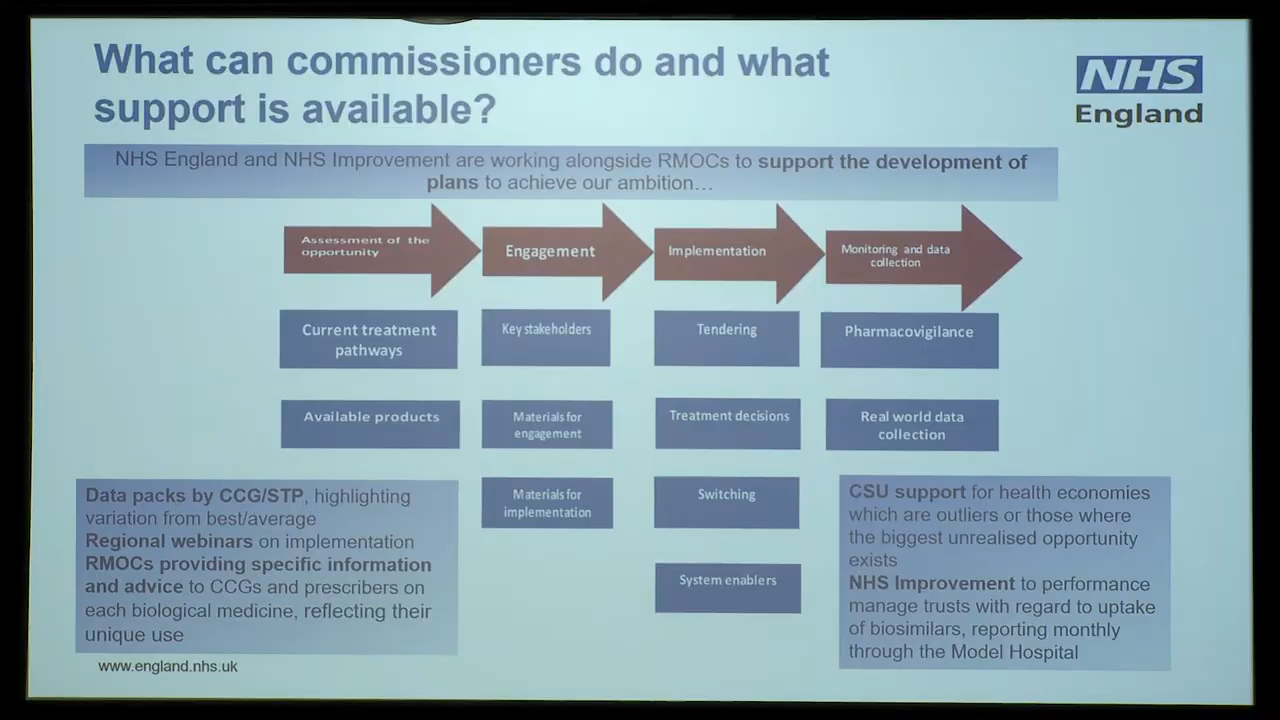 What can commissioners do and what
support is available?
NHS
England
NHS England and NHS Improvement are working alongside RMOCs to support the development of
plans to achieve our ambition...
Assessment of the
opportunity
Engagement
Implementation
Monitoring and data
collection
Current treatment
pathways
Key stakeholders
Tendering
Pharmacovigilance
Available products
Materials for
engagement
Treatment decisions
Real world data
collection
Materials for
implementation
Switching
System enablers
Data packs by CCG/STP, highlighting
variation from best/average
Regional webinars on implementation
RMOCs providing specific information
and advice to CCGs and prescribers on
each biological medicine, reflecting their
unique use
CSU support for health economies
which are outliers or those where
the biggest unrealised opportunity
exists
NHS Improvement to performance
manage trusts with regard to uptake
of biosimilars, reporting monthly
through the Model Hospital
www.england.nhs.uk